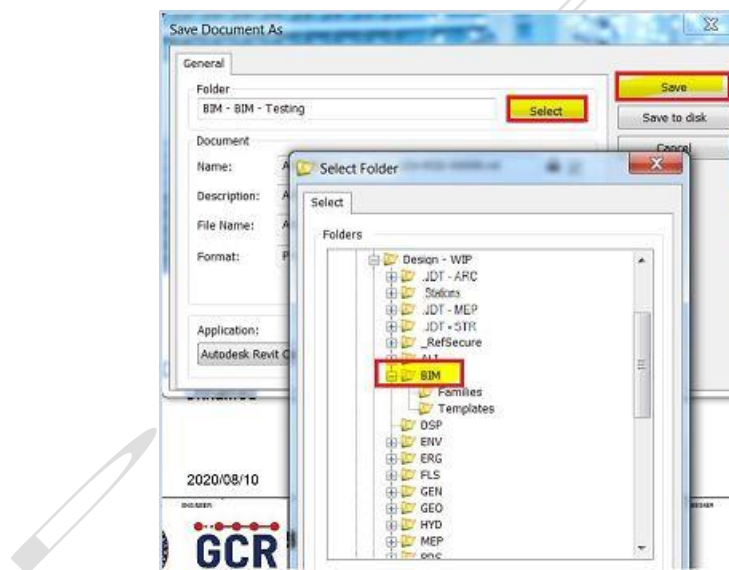 Save Document As
General
Folder
BIM - BIM - Testing
Select
Save
Save to disk
Document
Cancel
Name:
Select Folder
Description:
Select
File Name:
Folders
Format:
Design - WIP
.JDT - ARC
.Stations
.JDT - MEP
.JDT - STR
_RefSecure
Application:
Autodesk Revit
BIM
Families
Templates
DSP
ENV
ERG
FLS
GEN
GEO
HYD
MEP
2020/08/10
GCR